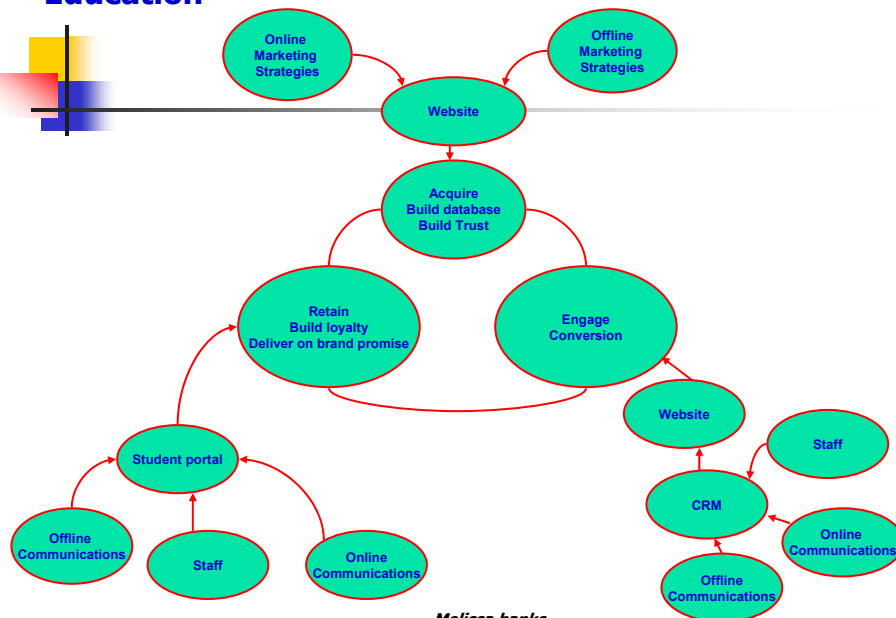 Education
Online
Marketing
Strategies
Offline
Marketing
Strategies
Website
Acquire
Build database
Build Trust
Retain
Build loyalty
Deliver on brand promise
Engage
Conversion
Website
Staff
Student portal
CRM
Offline
Communications
Staff
Online
Communications
Online
Communications
Offline
Communications